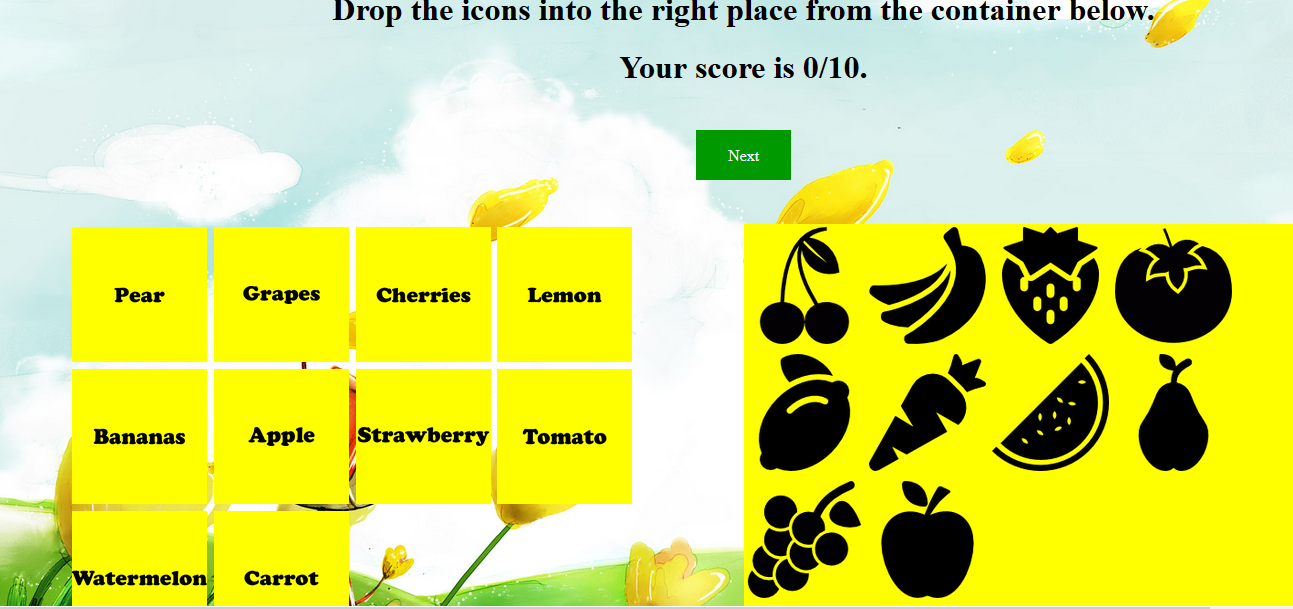 Drop the icons into the right place from the container below.
Your score is 0/10.
Next
Pear
Grapes
Cherries
Lemon
Bananas
Apple
Strawberry
Tomato
Watermelon
Carrot